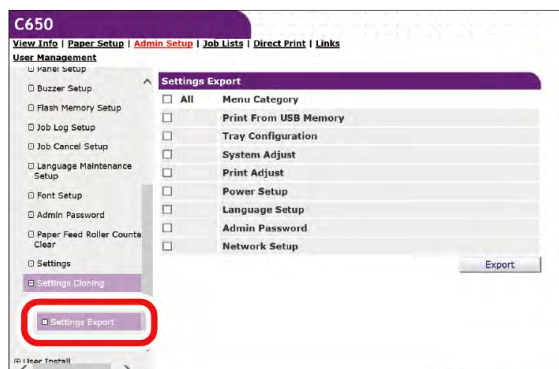 C650
View Info | Paper Setup | Admin Setup | Job Lists | Direct Print | Links
User Management
Panel Setup
Buzzer Setup
Flash Memory Setup
Job Log Setup
Job Cancel Setup
Language Maintenance
Setup
Font Setup
Admin Password
Paper Feed Roller Counte
Clear
Settings
Settings Cloning
Settings Export
User Install
Settings Export
All Menu Category
Print From USB Memory
Tray Configuration
System Adjust
Print Adjust
Power Setup
Language Setup
Admin Password
Network Setup
Export